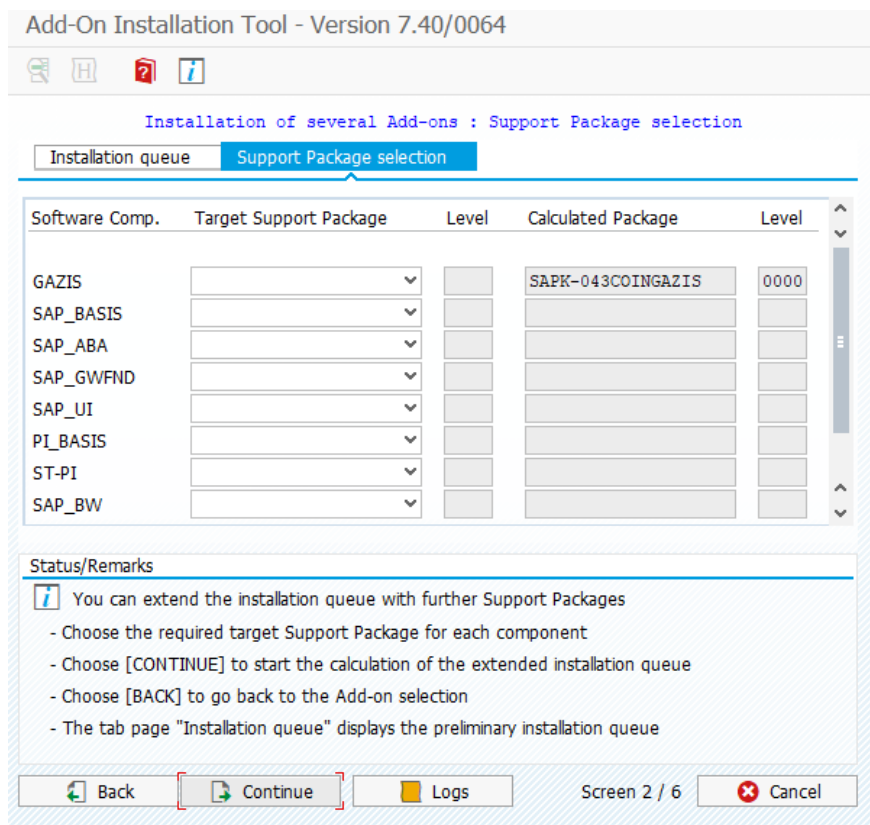 Add-On Installation Tool - Version 7.40/0064
Installation of several Add-ons : Support Package selection
Installation queue Support Package selection
Software Comp. Target Support Package Level Calculated Package Level
GAZIS SAPK-043COINGAZIS 0000
SAP_BASIS
SAP_ABA
SAP_GWFND
SAP_UI
PI_BASIS
ST-PI
SAP_BW
Status/Remarks
You can extend the installation queue with further Support Packages
- Choose the required target Support Package for each component
- Choose [CONTINUE] to start the calculation of the extended installation queue
- Choose [BACK] to go back to the Add-on selection
- The tab page "Installation queue" displays the preliminary installation queue
Back Continue Logs Screen 2 / 6 Cancel